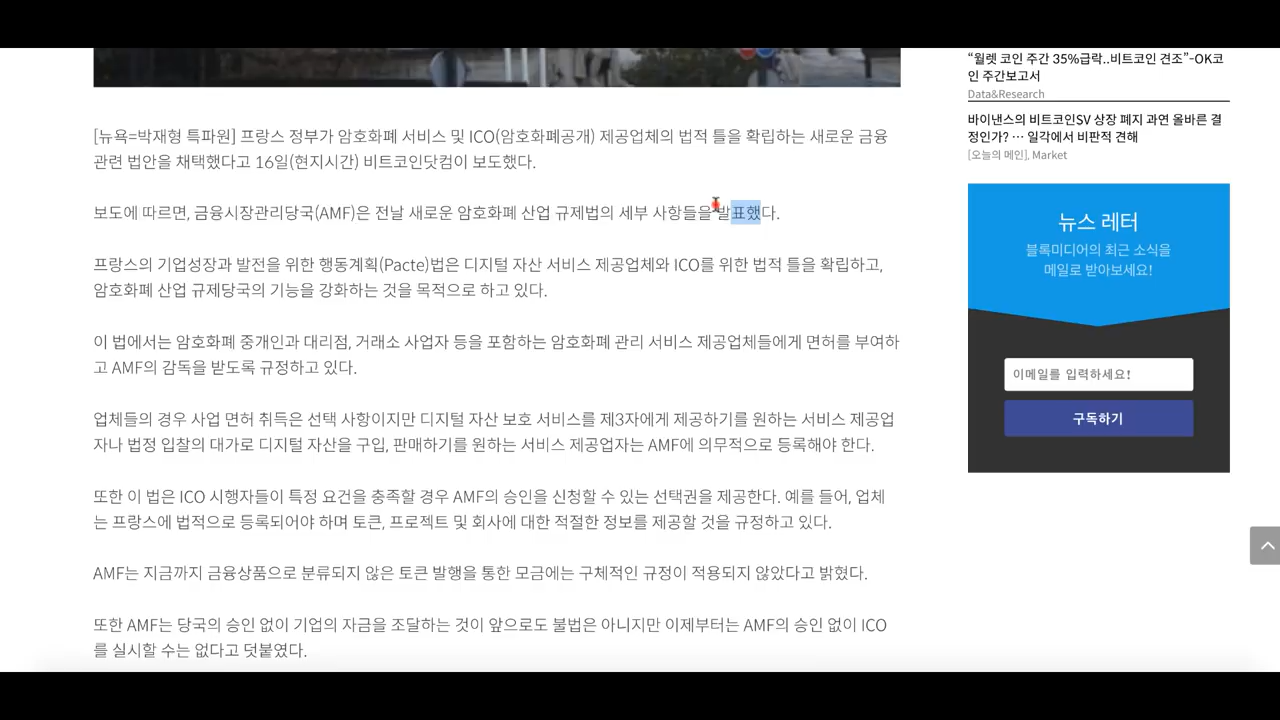 [뉴욕=박재형 특파원] 프랑스 정부가 암호화폐 서비스 및 ICO(암호화폐공개) 제공업체의 법적 틀을 확립하는 새로운 금융
관련 법안을 채택했다고 16일(현지시간) 비트코인닷컴이 보도했다.
보도에 따르면, 금융시장관리당국(AMF)은 전날 새로운 암호화폐 산업 규제법의 세부 사항들을 발표했다.
프랑스의 기업성장과 발전을 위한 행동계획(Pacte)법은 디지털 자산 서비스 제공업체와 ICO를 위한 법적 틀을 확립하고,
암호화폐 산업 규제당국의 기능을 강화하는 것을 목적으로 하고 있다.
이 법에서는 암호화폐 중개인과 대리점, 거래소 사업자 등을 포함하는 암호화폐 관리 서비스 제공업체들에게 면허를 부여하
고 AMF의 감독을 받도록 규정하고 있다.
업체들의 경우 사업 면허 취득은 선택 사항이지만 디지털 자산 보호 서비스를 제3자에게 제공하기를 원하는 서비스 제공업
자나 법정 입찰의 대가로 디지털 자산을 구입, 판매하기를 원하는 서비스 제공업자는 AMF에 의무적으로 등록해야 한다.
또한 이 법은 ICO 시행자들이 특정 요건을 충족할 경우 AMF의 승인을 신청할 수 있는 선택권을 제공한다. 예를 들어, 업체
는 프랑스에 법적으로 등록되어야 하며 토큰, 프로젝트 및 회사에 대한 적절한 정보를 제공할 것을 규정하고 있다.
AMF는 지금까지 금융상품으로 분류되지 않은 토큰 발행을 통한 모금에는 구체적인 규정이 적용되지 않았다고 밝혔다.
또한 AMF는 당국의 승인 없이 기업의 자금을 조달하는 것이 앞으로도 불법은 아니지만 이제부터는 AMF의 승인 없이 ICO
를 실시할 수는 없다고 덧붙였다.
“월렛 코인 주간 35%급락..비트코인 견조”-OK코
인 주간보고서
Data&Research
바이낸스의 비트코인SV 상장 폐지 과연 올바른 결
정인가? … 일각에서 비판적 견해
[오늘의 메인], Market
뉴스 레터
블록미디어의 최근 소식을
메일로 받아보세요!
이메일를 입력하세요!
구독하기